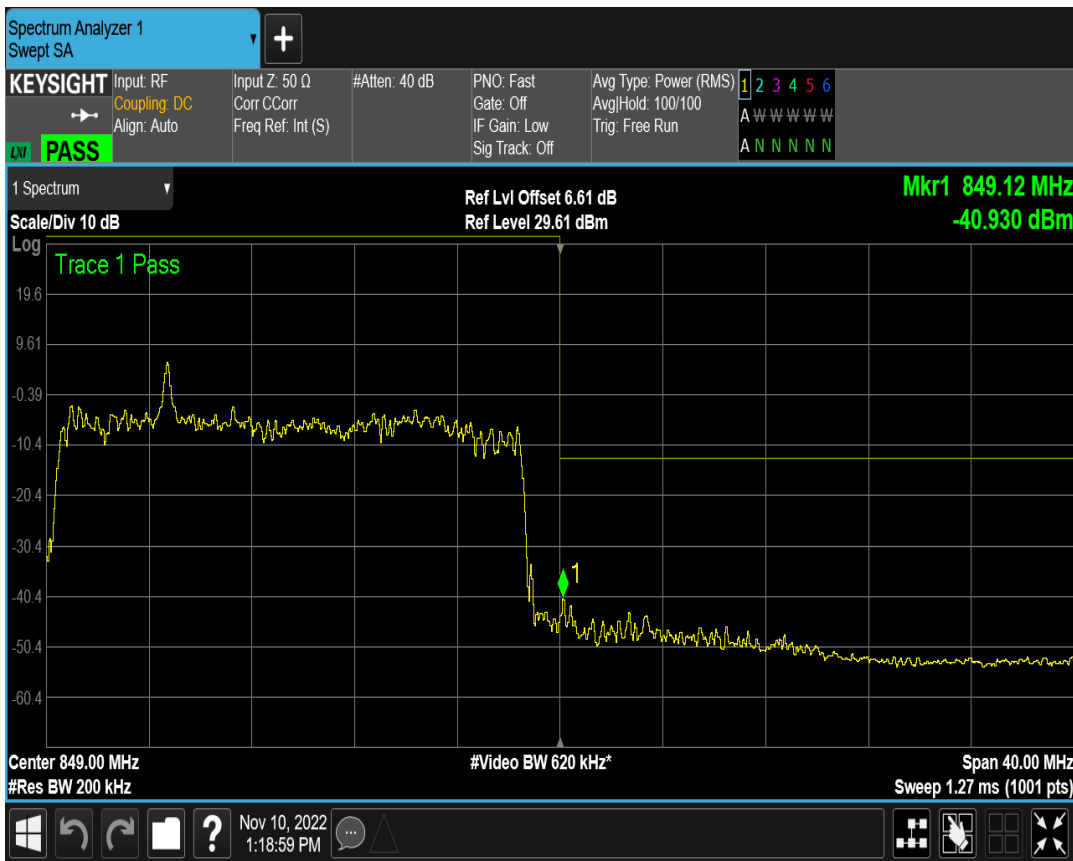 Spectrum Analyzer 1
Swept SA
+
KEYSIGHT
LXI PASS
Input: RF
Coupling: DC
Align: Auto
Input Z: 50 Ω
Corr CCorr
Freq Ref: Int (S)
#Atten: 40 dB
PNO: Fast
Gate: Off
IF Gain: Low
Sig Track: Off
Avg Type: Power (RMS)
Avg|Hold: 100/100
Trig: Free Run
1 2 3 4 5 6
A W W W W W
A N N N N N
1 Spectrum
Scale/Div 10 dB
Ref Lvl Offset 6.61 dB
Ref Level 29.61 dBm
Mkr1 849.12 MHz
-40.930 dBm
Log
Trace 1 Pass
19.6
9.61
-0.39
-10.4
-20.4
-30.4
-40.4
-50.4
-60.4
1
Center 849.00 MHz
#Res BW 200 kHz
#Video BW 620 kHz*
Span 40.00 MHz
Sweep 1.27 ms (1001 pts)
?
Nov 10, 2022
1:18:59 PM